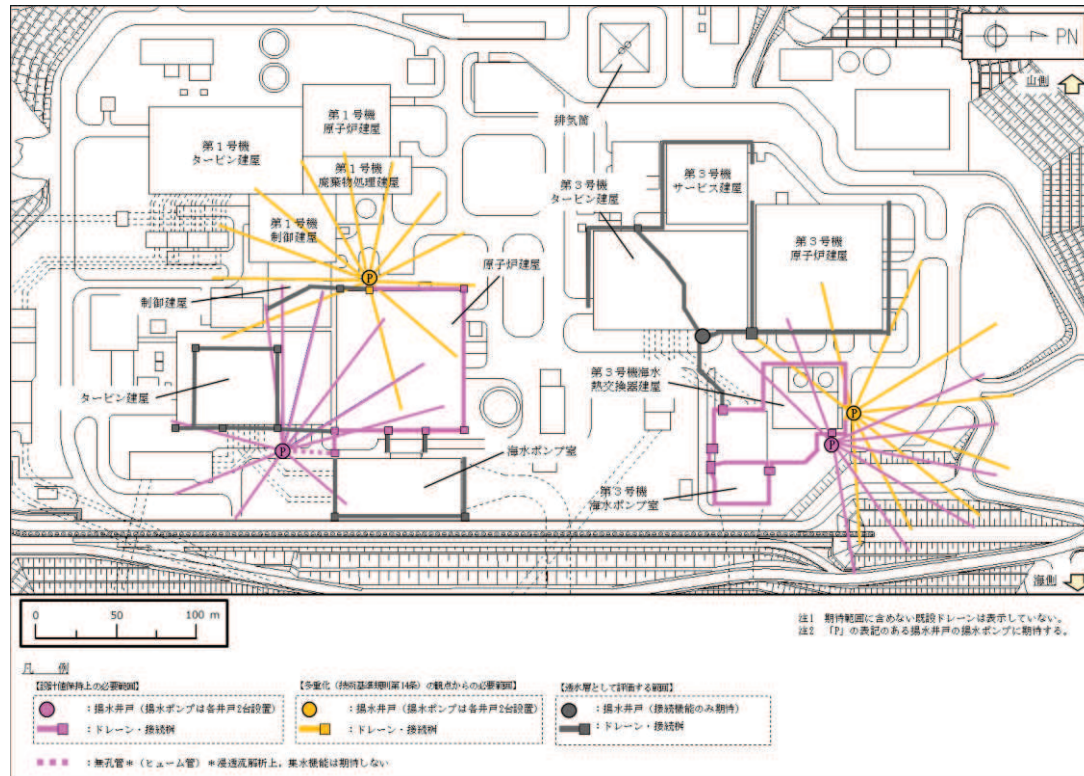 PN
山側
排気筒
第1号機
原子炉建屋
第1号機
タービン建屋
第1号機
廃棄物処理建屋
第3号機
サービス建屋
第3号機
タービン建屋
第1号機
制御建屋
第3号機
原子炉建屋
原子炉建屋
制御建屋
第3号機海水
熱交換器建屋
タービン建屋
海水ポンプ室
第3号機
海水ポンプ室
海側
P
P
P
P
0 50 100 m
注1 期待範囲に含めない既設ドレーンは表示していない。
注2 「P」の表記のある揚水井戸の揚水ポンプに期待する。
凡 例
【設計値保持上の必要範囲】
:揚水井戸(揚水ポンプは各井戸2台設置)
:ドレーン・接続桝
【多重化(技術基準規則第14条)の観点からの必要範囲】
:揚水井戸(揚水ポンプは各井戸2台設置)
:ドレーン・接続桝
【透水層として評価する範囲】
:揚水井戸(接続機能のみ期待)
:ドレーン・接続桝
:無孔管*(ヒューム管)*浸透流解析上、集水機能は期待しない